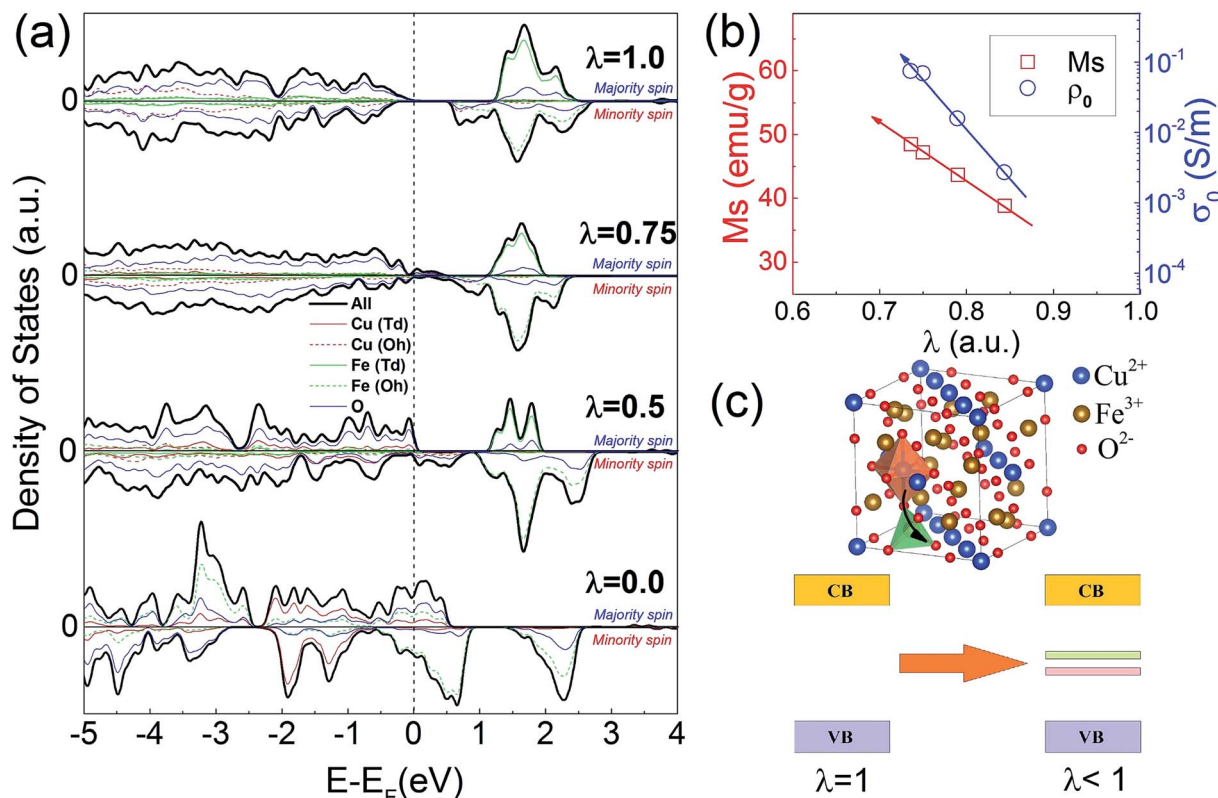 (a)
λ=1.0
Majority spin
0
Minority spin
λ=0.75
Majority spin
0
Minority spin
All
Cu (Td)
Cu (Oh)
Fe (Td)
Fe (Oh)
O
λ=0.5
Majority spin
0
Minority spin
λ=0.0
Majority spin
0
Minority spin
Density of States (a.u.)
-5 -4 -3 -2 -1 0 1 2 3 4
E-E_F(eV)
(b)
Ms
ρ₀
60
50
40
30
Ms (emu/g)
10⁻¹
10⁻²
10⁻³
10⁻⁴
σ₀ (S/m)
0.6 0.7 0.8 0.9 1.0
λ (a.u.)
(c)
Cu²⁺
Fe³⁺
O²⁻
CB CB
VB VB
λ=1 λ< 1